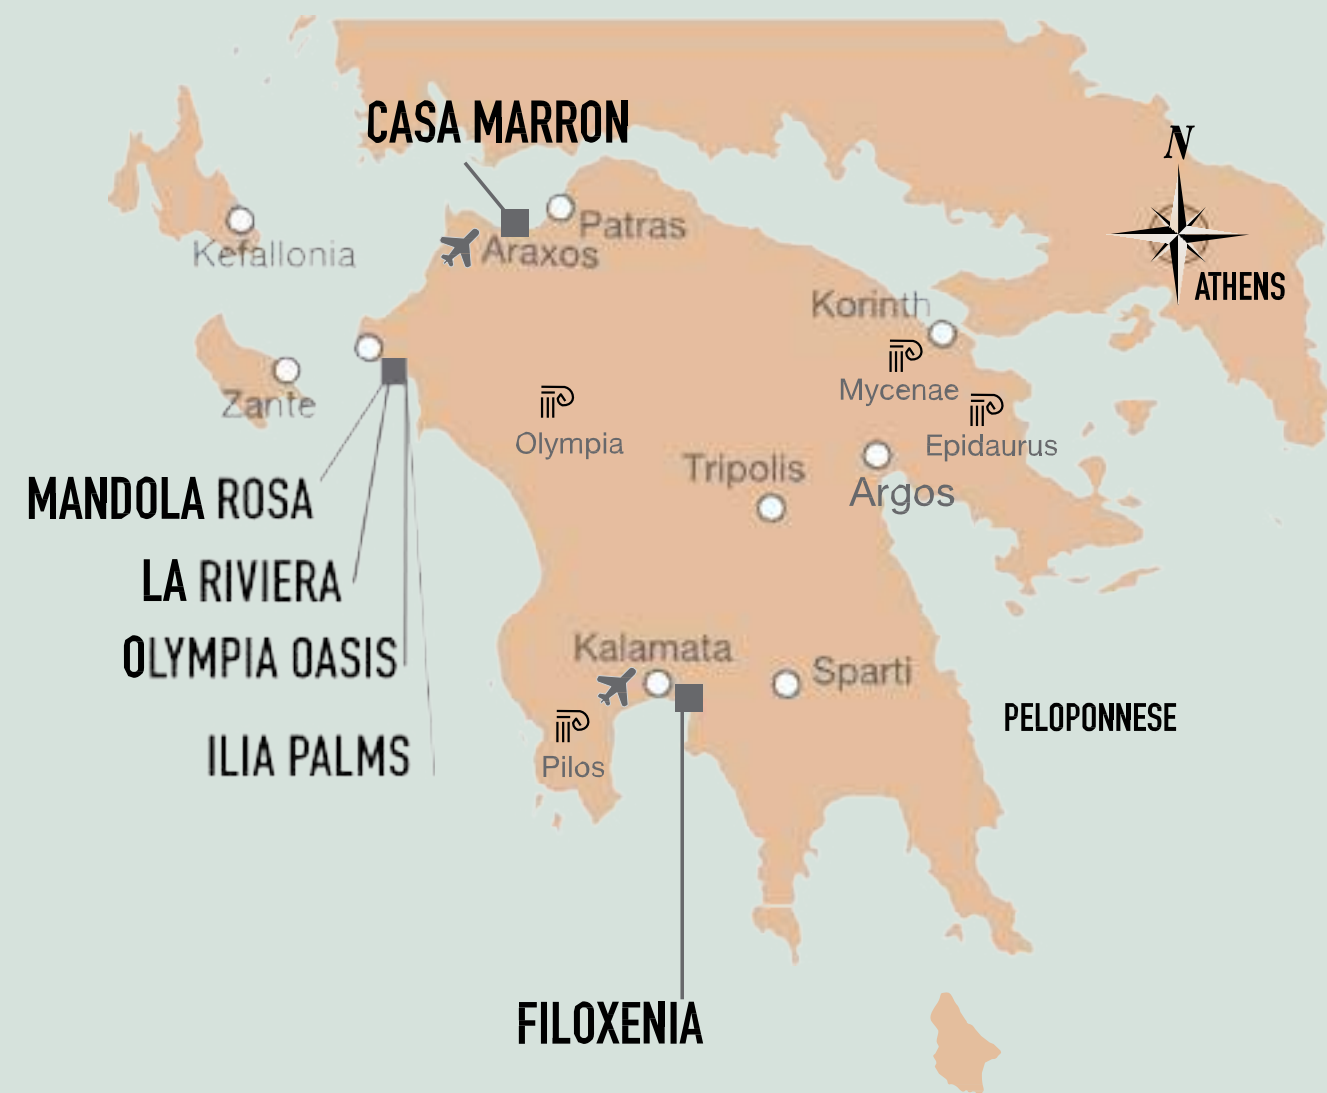 CASA MARRON
N
Patras
Kefallonia
Araxos
ATHENS
Korinth
Mycenae
Zante
Olympia
Epidaurus
Tripolis
Argos
MANDOLA ROSA
LA RIVIERA
OLYMPIA OASIS
Kalamata
Sparti
PELOPONNESE
ILIA PALMS
Pilos
FILOXENIA